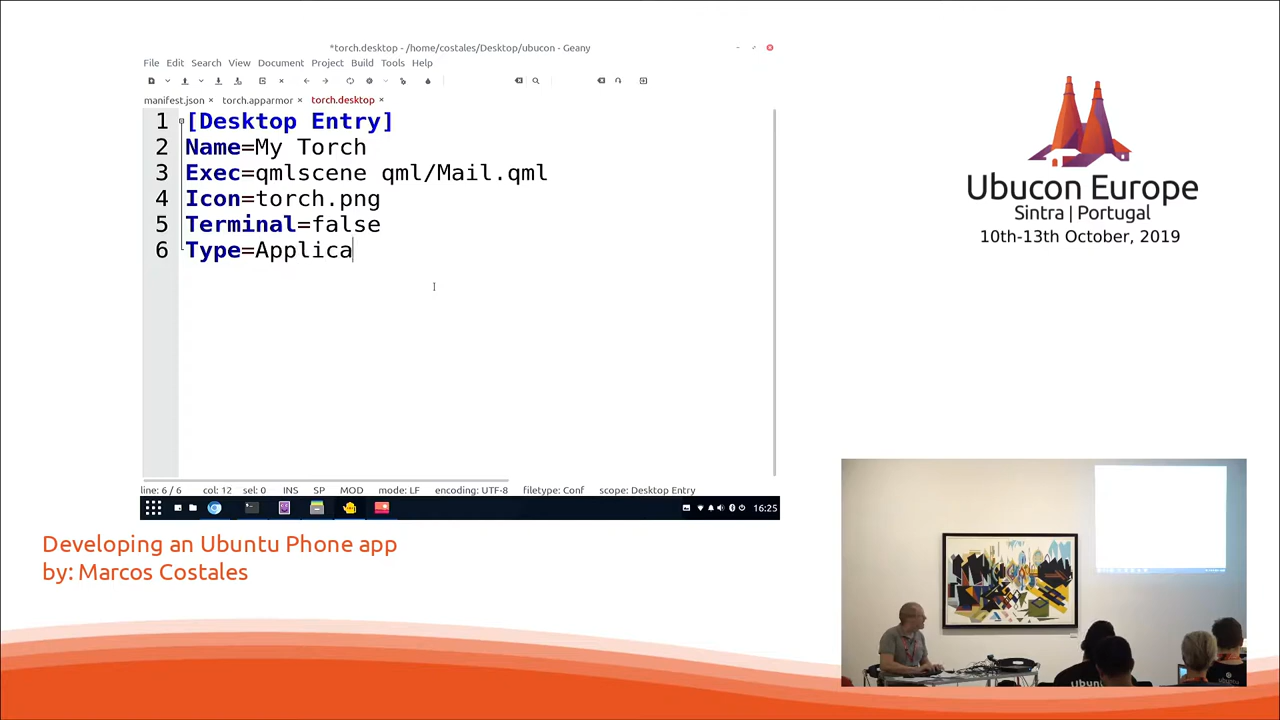 *torch.desktop - /home/costales/Desktop/ubucon - Geany
File Edit Search View Document Project Build Tools Help
manifest.json torch.apparmor torch.desktop
1 [Desktop Entry]
2 Name=My Torch
3 Exec=qmlscene qml/Mail.qml
4 Icon=torch.png
5 Terminal=false
6 Type=Applica
line: 6 / 6 col: 12 sel: 0 INS SP MOD mode: LF encoding: UTF-8 filetype: Conf scope: Desktop Entry
16:25
Ubucon Europe
Sintra | Portugal
10th-13th October, 2019
Developing an Ubuntu Phone app
by: Marcos Costales